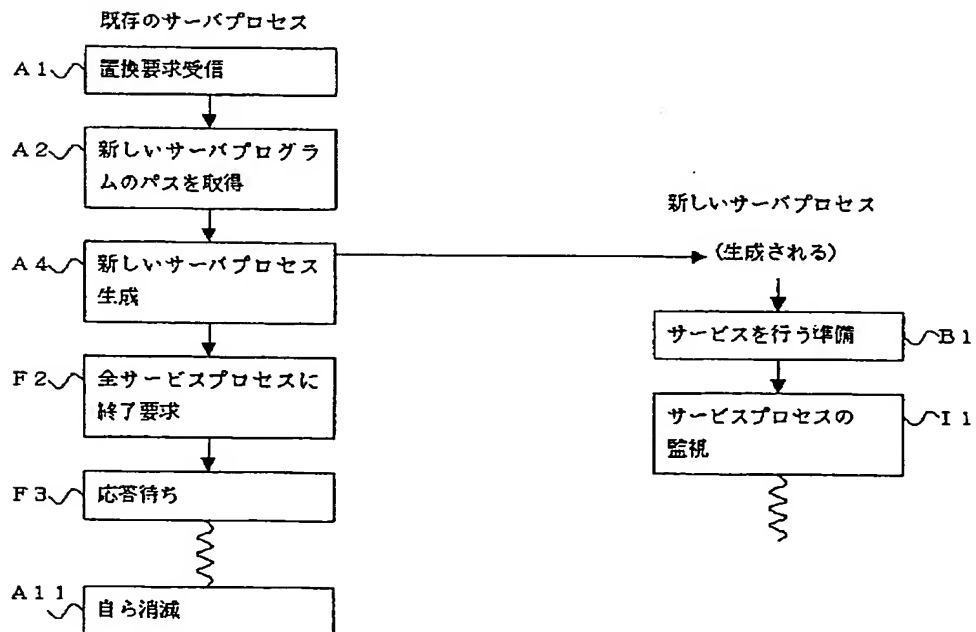 既存のサーバプロセス
A1
置換要求受信
A2
新しいサーバプログラ
ムのパスを取得
A4
新しいサーバプロセス
生成
F2
全サービスプロセスに
終了要求
F3
応答待ち
A11
自ら消滅
新しいサーバプロセス
(生成される)
サービスを行う準備
B1
サービスプロセスの
監視
I1